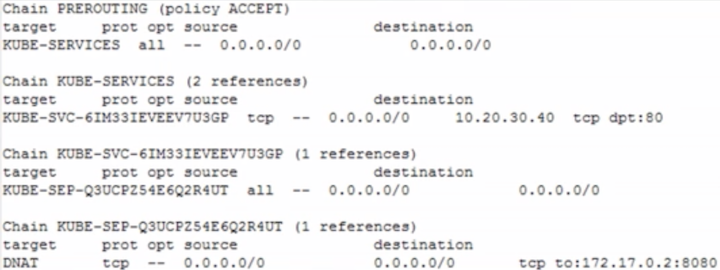 Chain PREROUTING (policy ACCEPT)
target prot opt source destination
KUBE-SERVICES all -- 0.0.0.0/0 0.0.0.0/0
Chain KUBE-SERVICES (2 references)
target prot opt source destination
KUBE-SVC-6IM33IEVEEV7U3GP tcp -- 0.0.0.0/0 10.20.30.40 tcp dpt:80
Chain KUBE-SVC-6IM33IEVEEV7U3GP (1 references)
target prot opt source destination
KUBE-SEP-Q3UCPZ54E6Q2R4UT all -- 0.0.0.0/0 0.0.0.0/0
Chain KUBE-SEP-Q3UCPZ54E6Q2R4UT (1 references)
target prot opt source destination
DNAT tcp -- 0.0.0.0/0 0.0.0.0/0 tcp to:172.17.0.2:8080